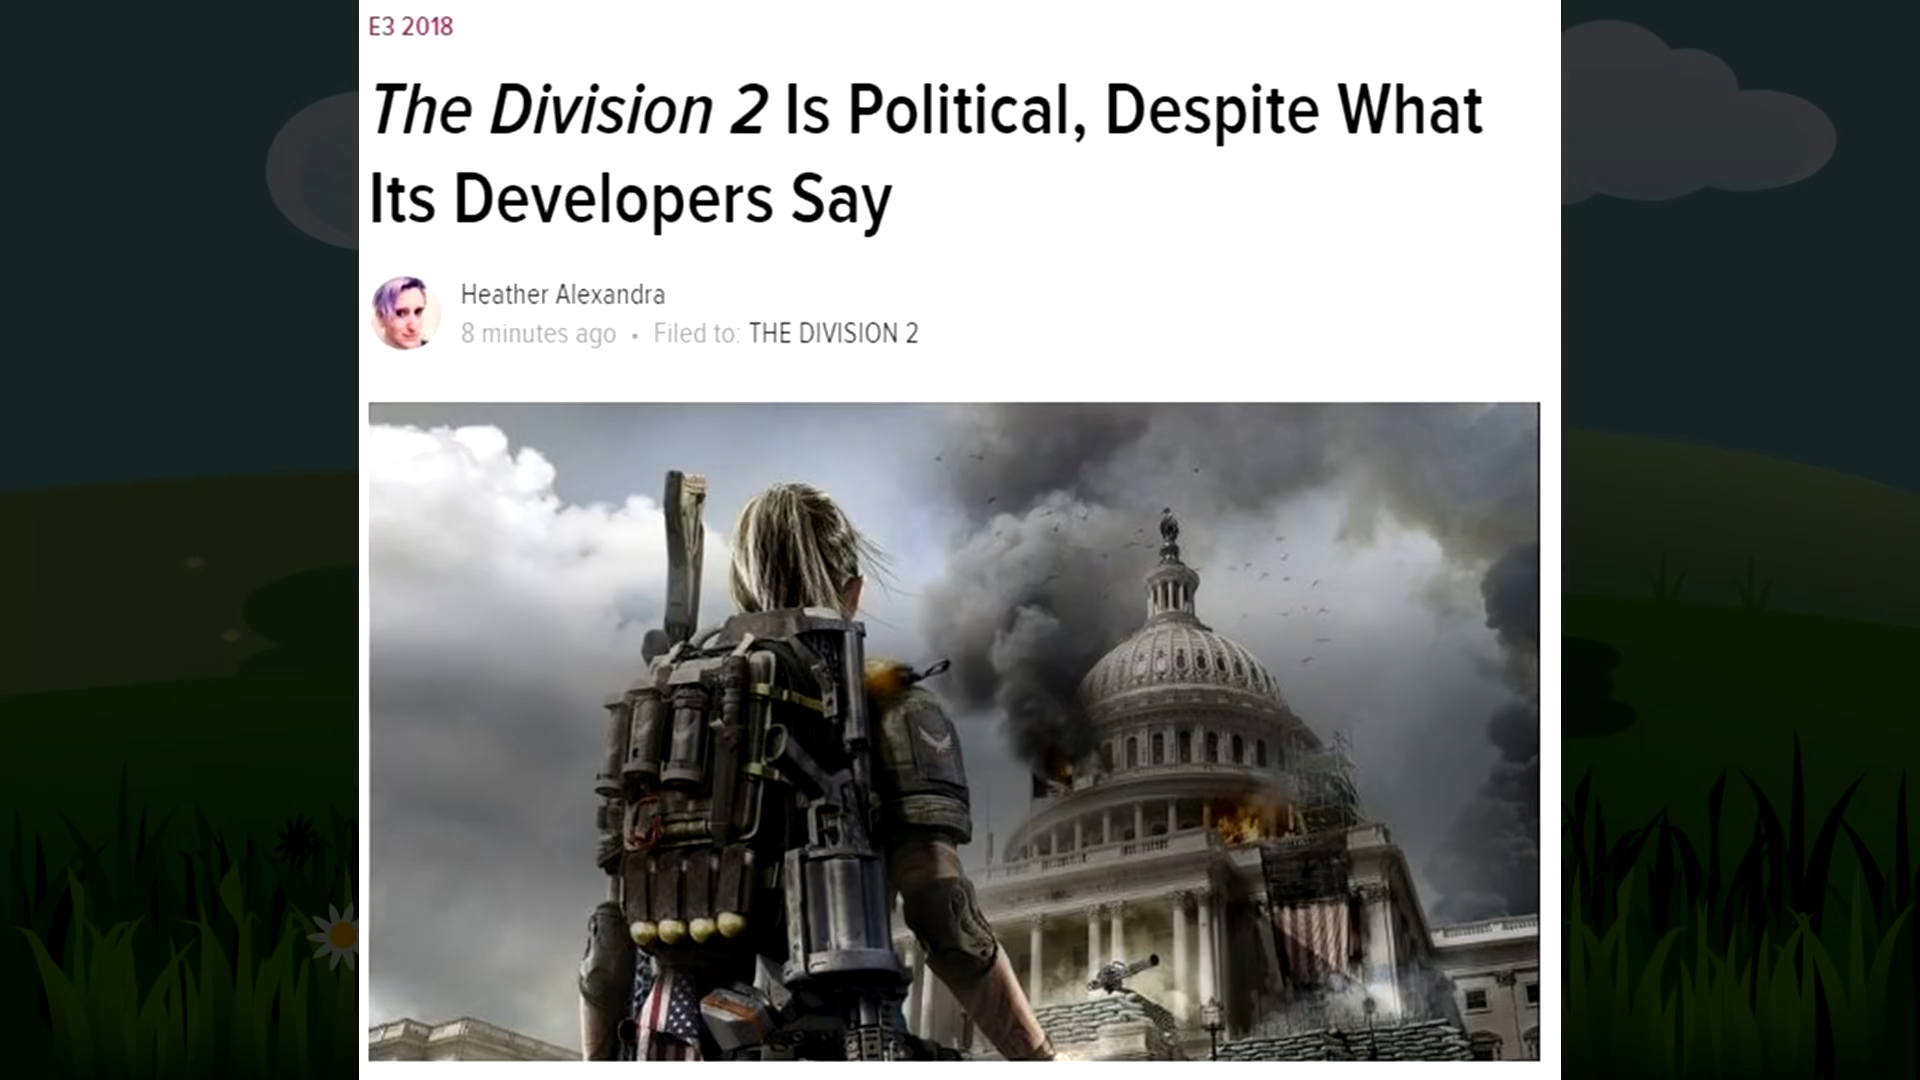 E3 2018
The Division 2 Is Political, Despite What
Its Developers Say
Heather Alexandra
8 minutes ago • Filed to: THE DIVISION 2